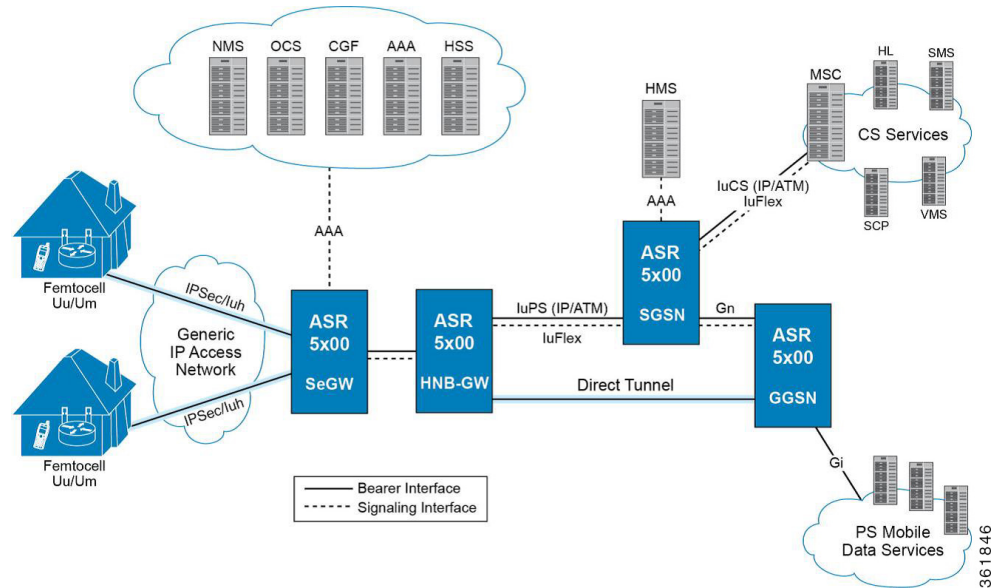 NMS OCS CGF AAA HSS
HMS
MSC
HL
SMS
CS Services
SCP
VMS
AAA
AAA
IuCS (IP/ATM)
IuFlex
Femtocell
Uu/Um
IPSec/Iuh
Generic
IP Access
Network
IPSec/Iuh
Femtocell
Uu/Um
ASR
5x00
SeGW
ASR
5x00
HNB-GW
IuPS (IP/ATM)
IuFlex
ASR
5x00
SGSN
Gn
Direct Tunnel
ASR
5x00
GGSN
Gi
PS Mobile
Data Services
Bearer Interface
Signaling Interface
361846